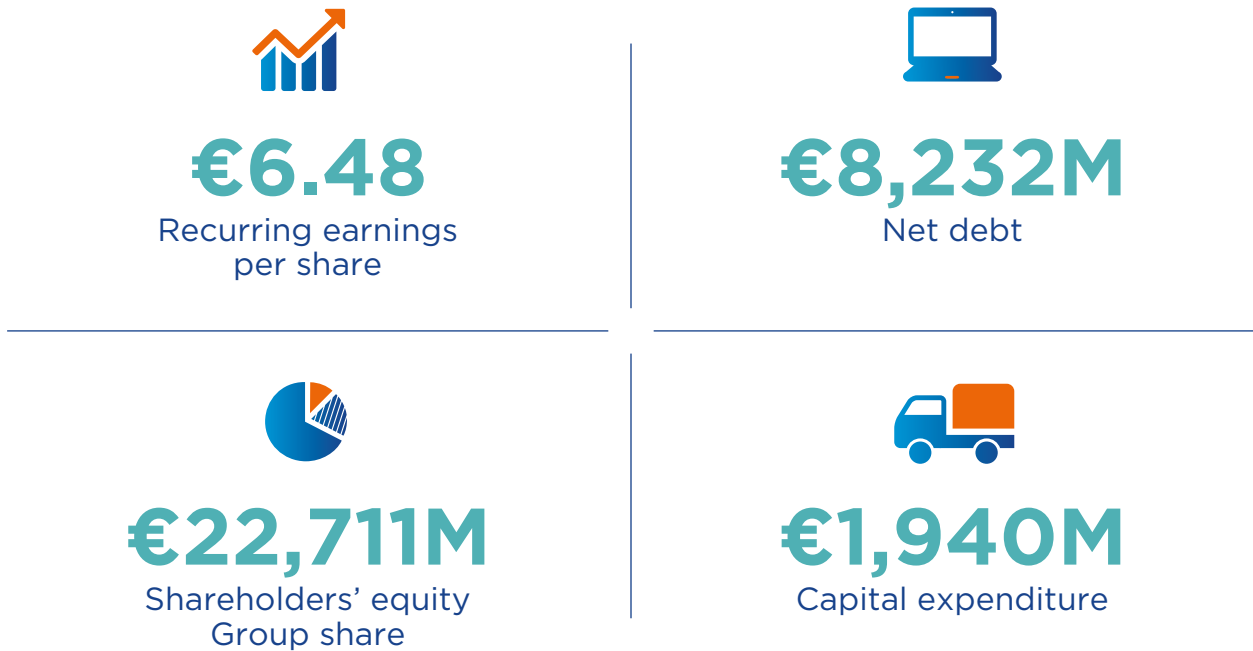 €6.48
Recurring earnings
per share
€8,232M
Net debt
€22,711M
Shareholders’ equity
Group share
€1,940M
Capital expenditure